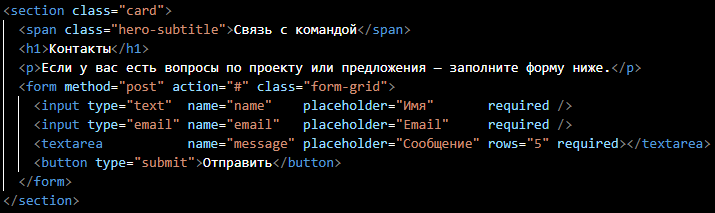 <section class="card">
<span class="hero-subtitle">Связь с командой</span>
<h1>Контакты</h1>
<p>Если у вас есть вопросы по проекту или предложения — заполните форму ниже.</p>
<form method="post" action="#" class="form-grid">
<input type="text"  name="name"    placeholder="Имя"       required />
<input type="email" name="email"   placeholder="Email"     required />
<textarea           name="message" placeholder="Сообщение" rows="5" required></textarea>
<button type="submit">Отправить</button>
</form>
</section>